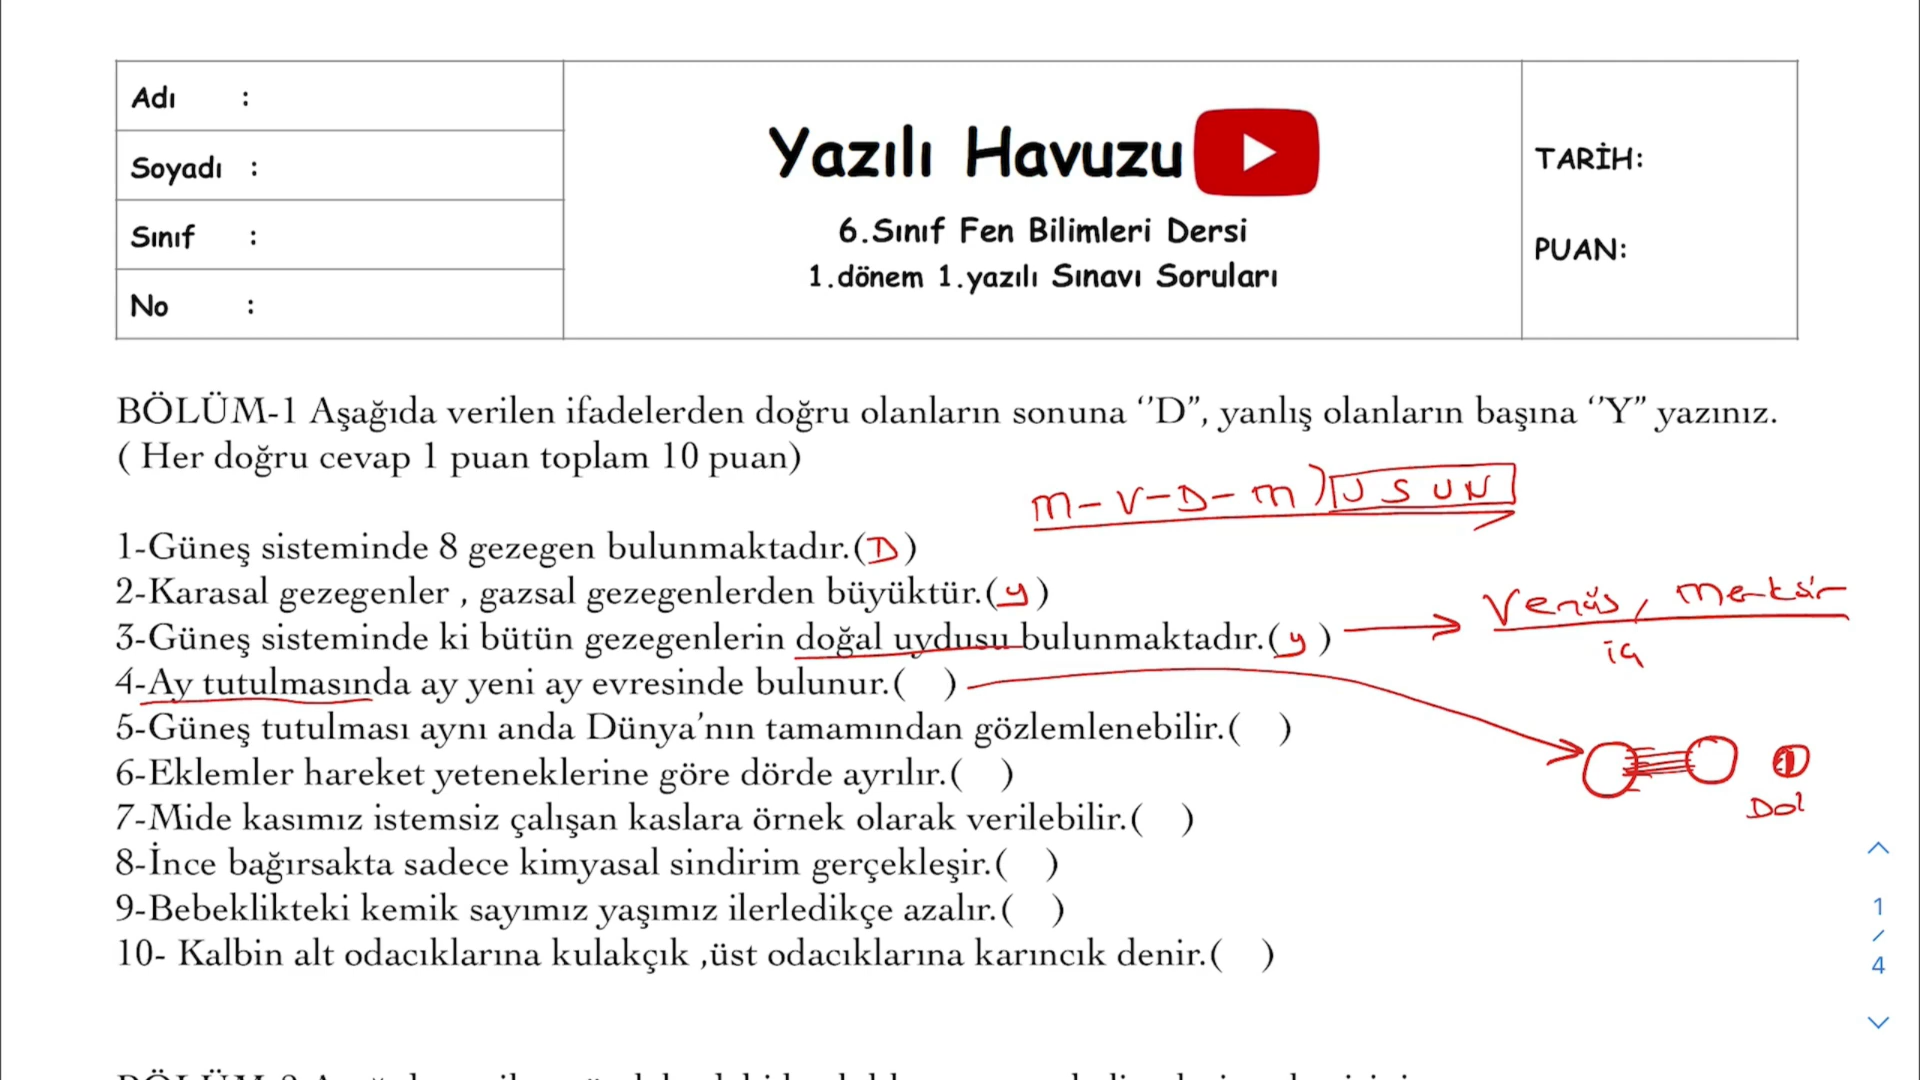 Adı :
Soyadı :
Sınıf :
No :
Yazılı Havuzu
6.Sınıf Fen Bilimleri Dersi
1.dönem 1.yazılı Sınavı Soruları
TARİH:
PUAN:
BÖLÜM-1 Aşağıda verilen ifadelerden doğru olanların sonuna ‘’D”, yanlış olanların başına ‘’Y” yazınız.
( Her doğru cevap 1 puan toplam 10 puan)
m-V-D-m) J S U N
1-Güneş sisteminde 8 gezegen bulunmaktadır.(D)
2-Karasal gezegenler , gazsal gezegenlerden büyüktür.(y)
Venüs, merkür
3-Güneş sisteminde ki bütün gezegenlerin doğal uydusu bulunmaktadır.(y)
4-Ay tutulmasında ay yeni ay evresinde bulunur.( )
5-Güneş tutulması aynı anda Dünya’nın tamamından gözlemlenebilir.( )
6-Eklemler hareket yeteneklerine göre dörde ayrılır.( )
7-Mide kasımız istemsiz çalışan kaslara örnek olarak verilebilir.( )
Dol
8-İnce bağırsakta sadece kimyasal sindirim gerçekleşir.( )
9-Bebeklikteki kemik sayımız yaşımız ilerledikçe azalır.( )
10- Kalbin alt odacıklarına kulakçık ,üst odacıklarına karıncık denir.( )
1
/
4